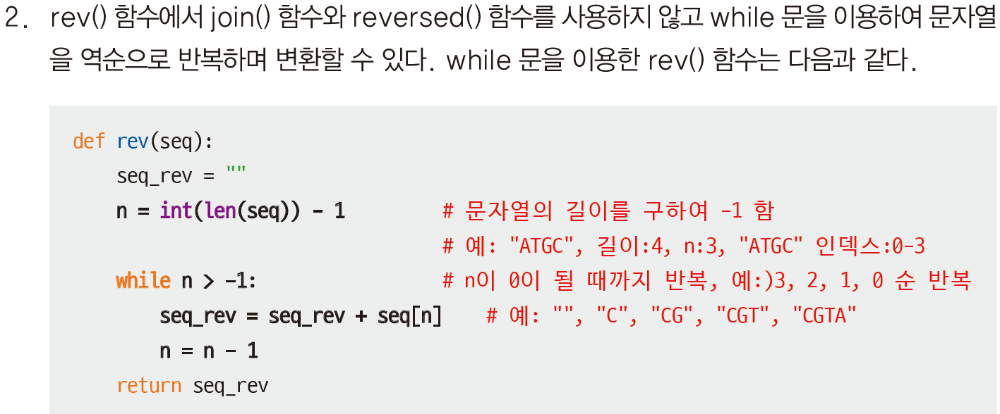 2. rev() 함수에서 join() 함수와 reversed() 함수를 사용하지 않고 while 문을 이용하여 문자열
을 역순으로 반복하며 변환할 수 있다. while 문을 이용한 rev() 함수는 다음과 같다.
def rev(seq):
    seq_rev = ""
    n = int(len(seq)) - 1         # 문자열의 길이를 구하여 -1 함
                                  # 예: "ATGC", 길이:4, n:3, "ATGC" 인덱스:0-3
    while n > -1:                 # n이 0이 될 때까지 반복, 예:)3, 2, 1, 0 순 반복
        seq_rev = seq_rev + seq[n]    # 예: "", "C", "CG", "CGT", "CGTA"
        n = n - 1
    return seq_rev